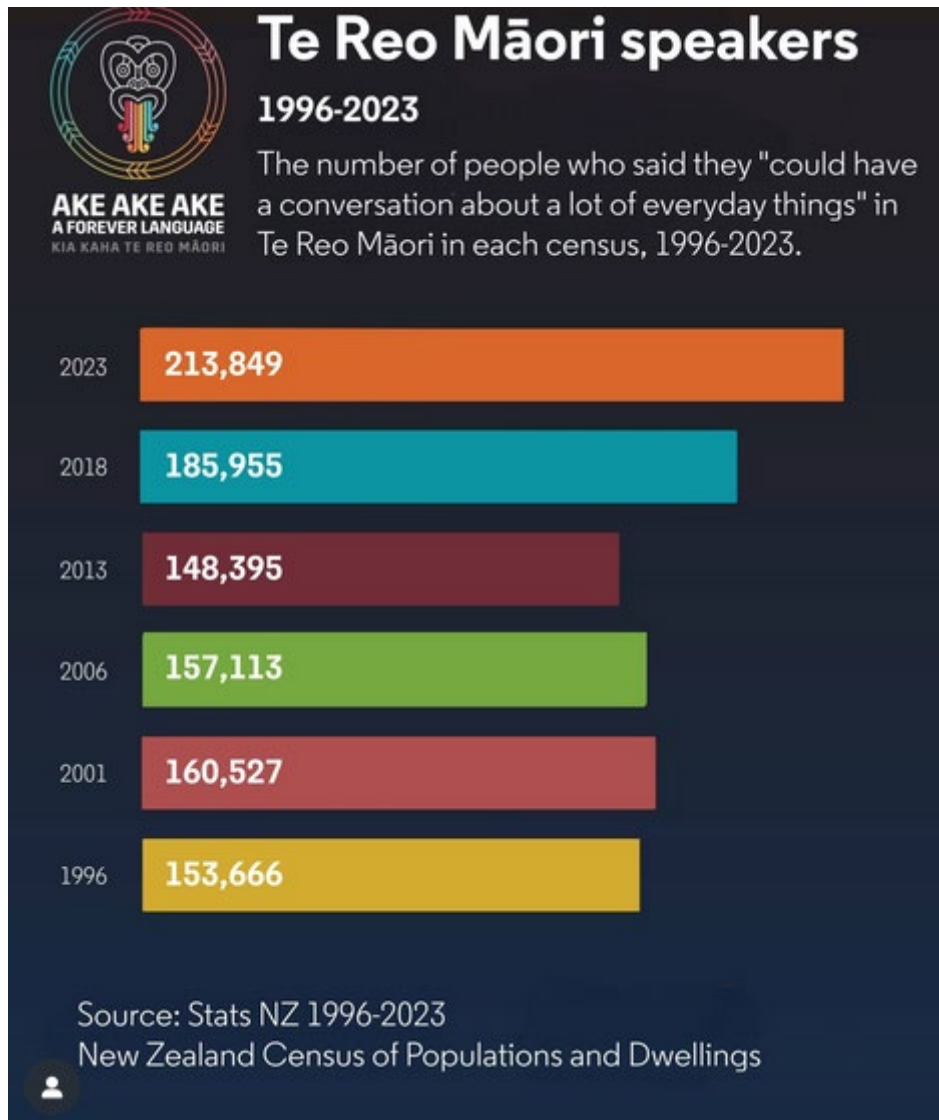 Te Reo Māori speakers
1996-2023
The number of people who said they "could have
a conversation about a lot of everyday things" in
Te Reo Māori in each census, 1996-2023.
AKE AKE AKE
A FOREVER LANGUAGE
KIA KAHA TE REO MĀORI
2023 213,849
2018 185,955
2013 148,395
2006 157,113
2001 160,527
1996 153,666
Source: Stats NZ 1996-2023
New Zealand Census of Populations and Dwellings